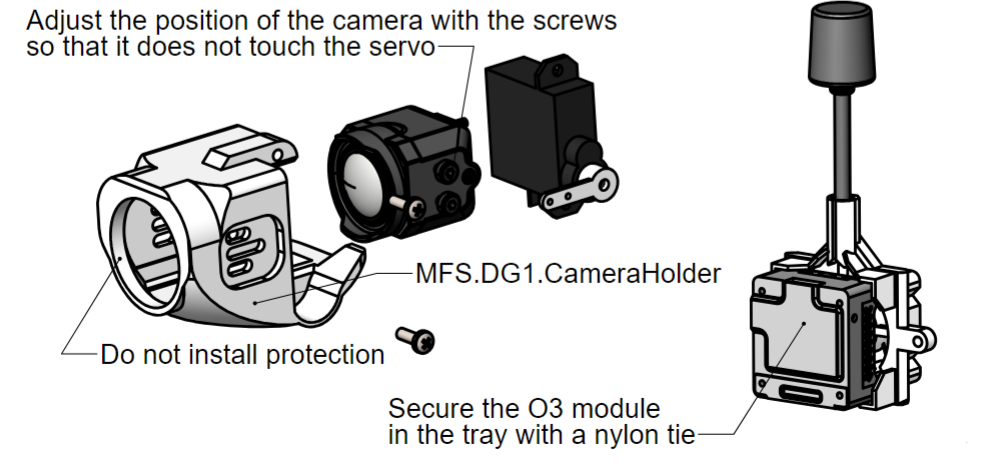 Adjust the position of the camera with the screws
so that it does not touch the servo
MFS.DG1.CameraHolder
Do not install protection
Secure the O3 module
in the tray with a nylon tie